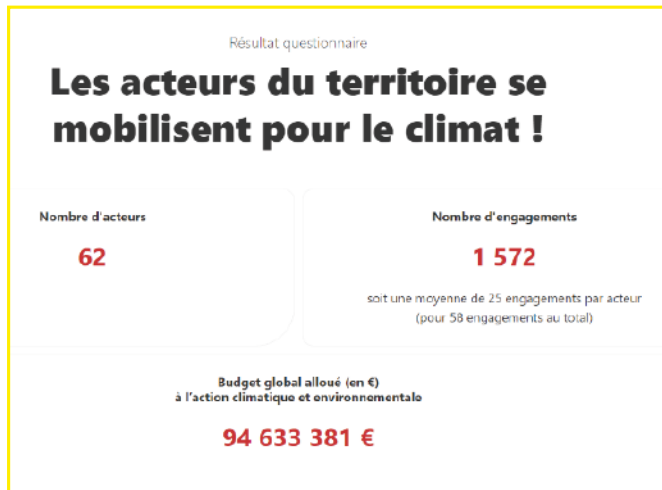 Résultat questionnaire
Les acteurs du territoire se
mobilisent pour le climat !
Nombre d'acteurs
62
Nombre d'engagements
1 572
soit une moyenne de 25 engagements par acteur
(pour 58 engagements au total)
Budget global alloué (en €)
à l'action climatique et environnementale
94 633 381 €